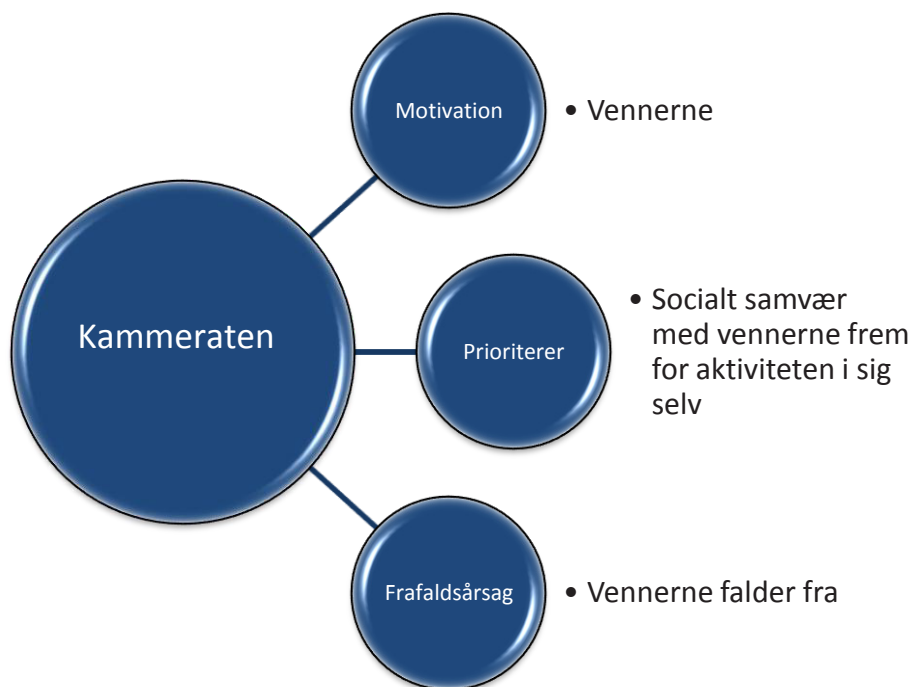 Motivation
• Vennerne
Kammeraten
Prioriterer
• Socialt samvær
med vennerne frem
for aktiviteten i sig
selv
Frafaldsårsag
• Vennerne falder fra